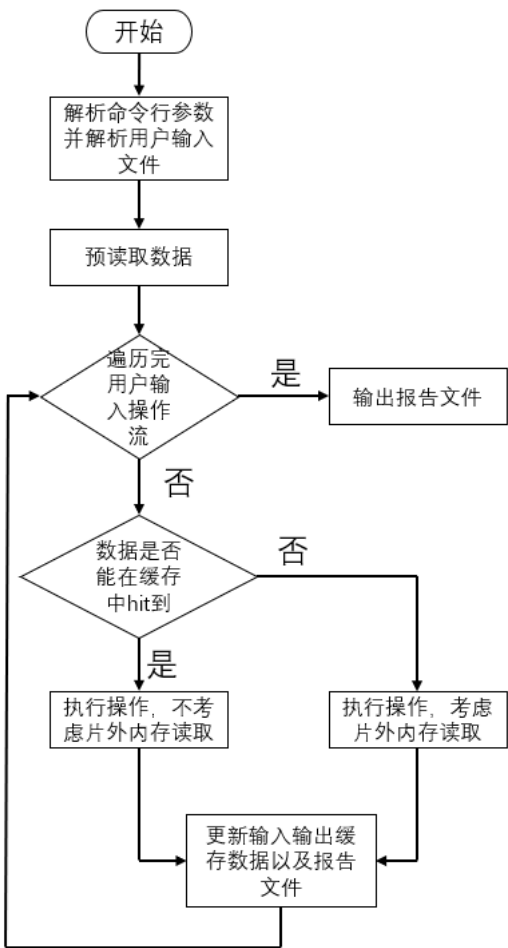 开始
解析命令行参数
并解析用户输入
文件
预读取数据
遍历完
用户输
入操作
流
是
输出报告文件
否
数据是否
能在缓存
中hit到
否
是
执行操作，不考
虑片外内存读取
执行操作，考虑
片外内存读取
更新输入输出缓
存数据以及报告
文件